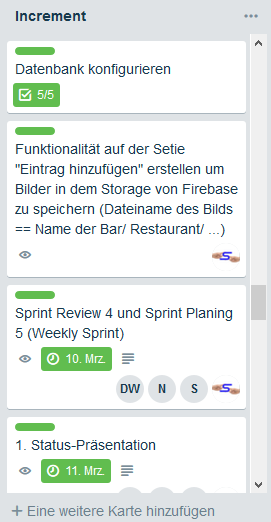 Increment
Datenbank konfigurieren
5/5
Funktionalität auf der Setie
"Eintrag hinzufügen" erstellen um
Bilder in dem Storage von Firebase
zu speichern (Dateiname des Bilds
== Name der Bar/ Restaurant/ ...)
S
Sprint Review 4 und Sprint Planing
5 (Weekly Sprint)
10. Mrz.
DW N S S
1. Status-Präsentation
11. Mrz.
+ Eine weitere Karte hinzufügen